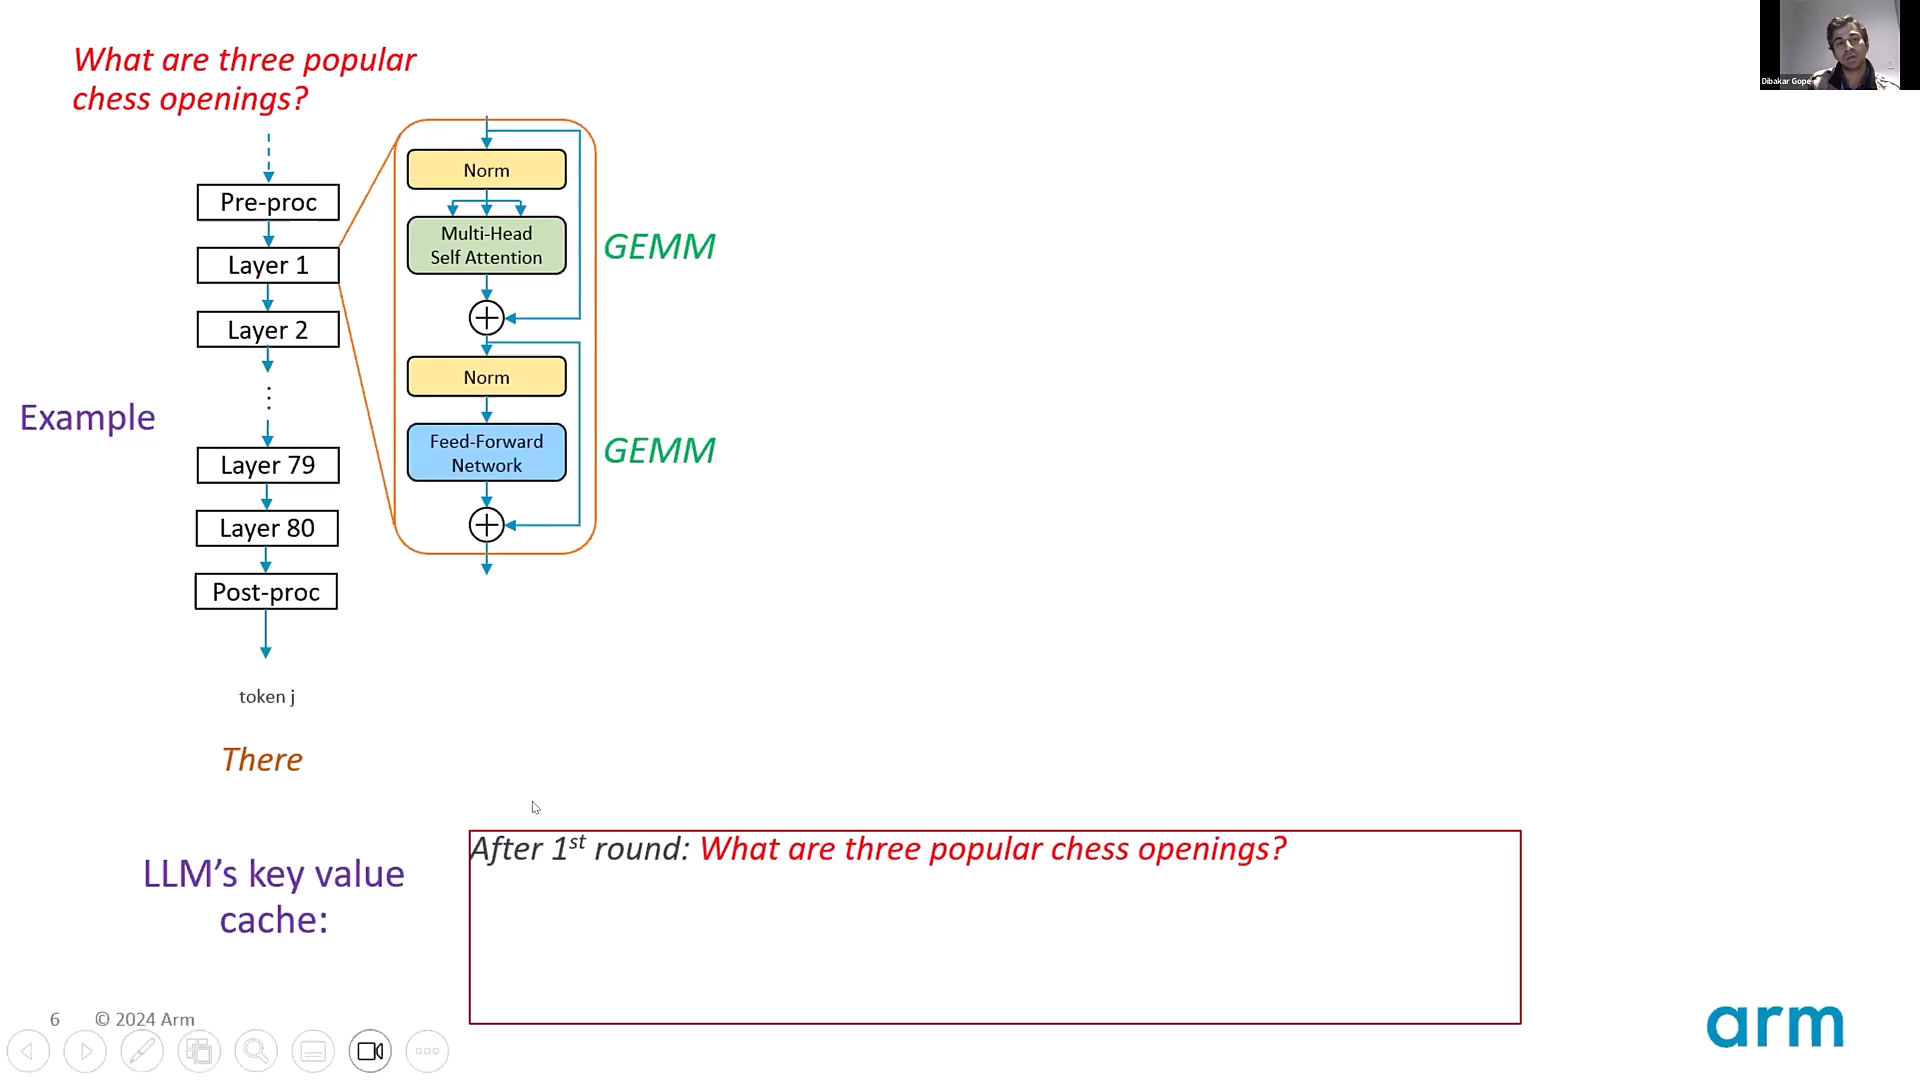 What are three popular
chess openings?
Pre-proc
Layer 1
Layer 2
Example
Layer 79
Layer 80
Post-proc
token j
There
Norm
Multi-Head
Self Attention
GEMM
Norm
Feed-Forward
Network
GEMM
LLM’s key value
cache:
After 1st round: What are three popular chess openings?
6 © 2024 Arm
arm
Dibakar Gope